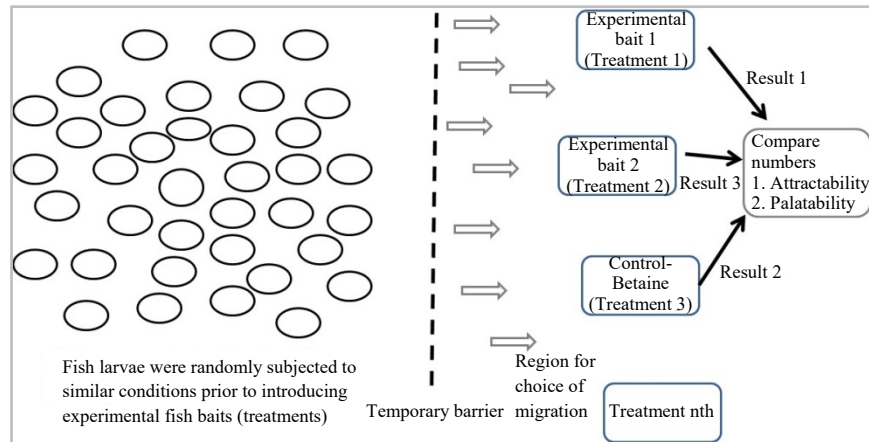 Experimental
bait 1
(Treatment 1)
Result 1
Experimental
bait 2
(Treatment 2)
Result 3
Compare
numbers
1. Attractability
2. Palatability
Control-
Betaine
(Treatment 3)
Result 2
Fish larvae were randomly subjected to
similar conditions prior to introducing
experimental fish baits (treatments)
Temporary barrier
Region for
choice of
migration
Treatment nth